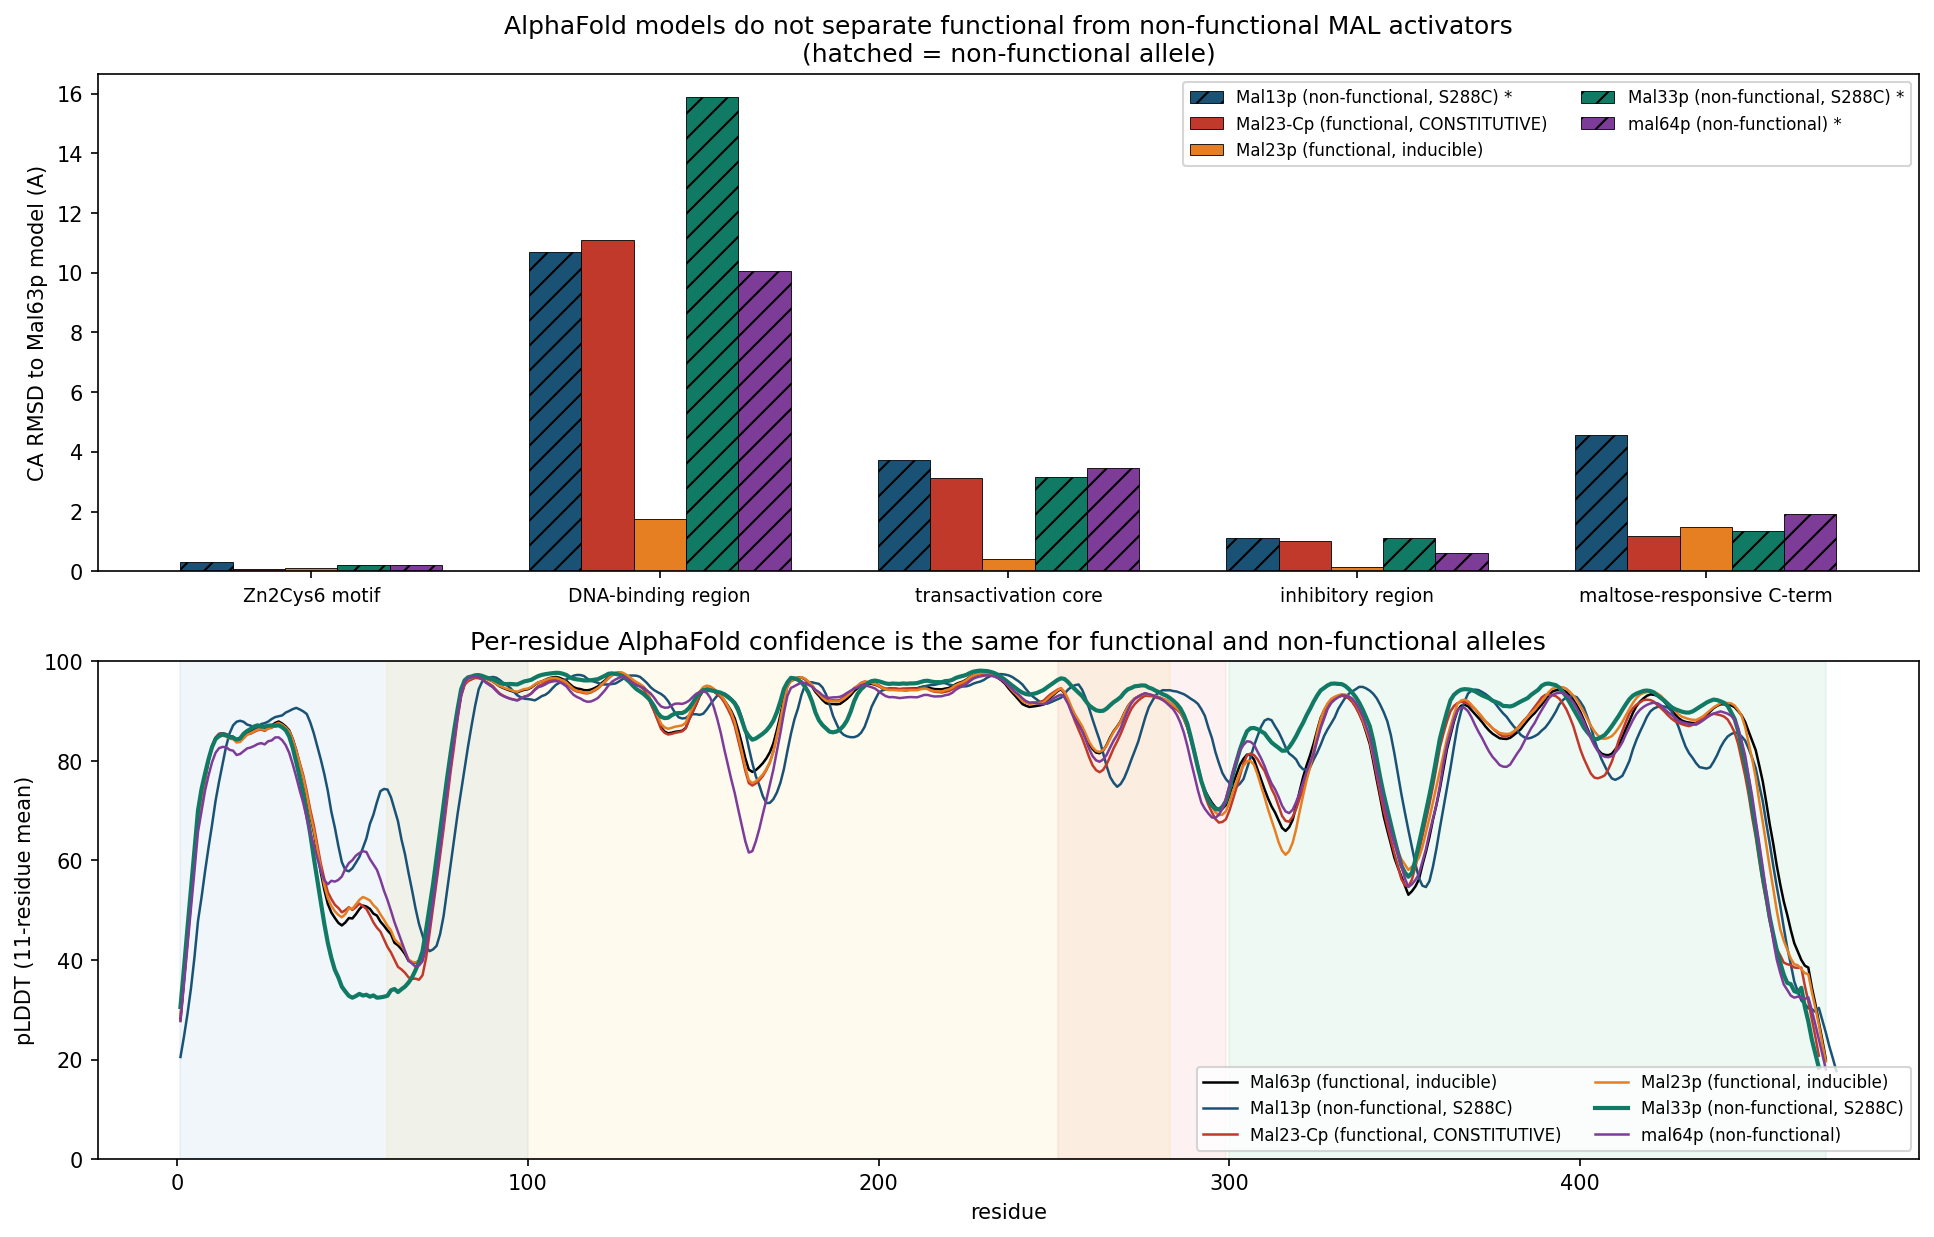 AlphaFold models do not separate functional from non-functional MAL activators
(hatched = non-functional allele)
CA RMSD to Mal63p model (A)
16
14
12
10
8
6
4
2
0
Mal13p (non-functional, S288C) *
Mal23-Cp (functional, CONSTITUTIVE)
Mal23p (functional, inducible)
Mal33p (non-functional, S288C) *
mal64p (non-functional) *
Zn2Cys6 motif
DNA-binding region
transactivation core
inhibitory region
maltose-responsive C-term
Per-residue AlphaFold confidence is the same for functional and non-functional alleles
pLDDT (11-residue mean)
100
80
60
40
20
0
Mal63p (functional, inducible)
Mal13p (non-functional, S288C)
Mal23-Cp (functional, CONSTITUTIVE)
Mal23p (functional, inducible)
Mal33p (non-functional, S288C)
mal64p (non-functional)
0
100
200
300
400
residue